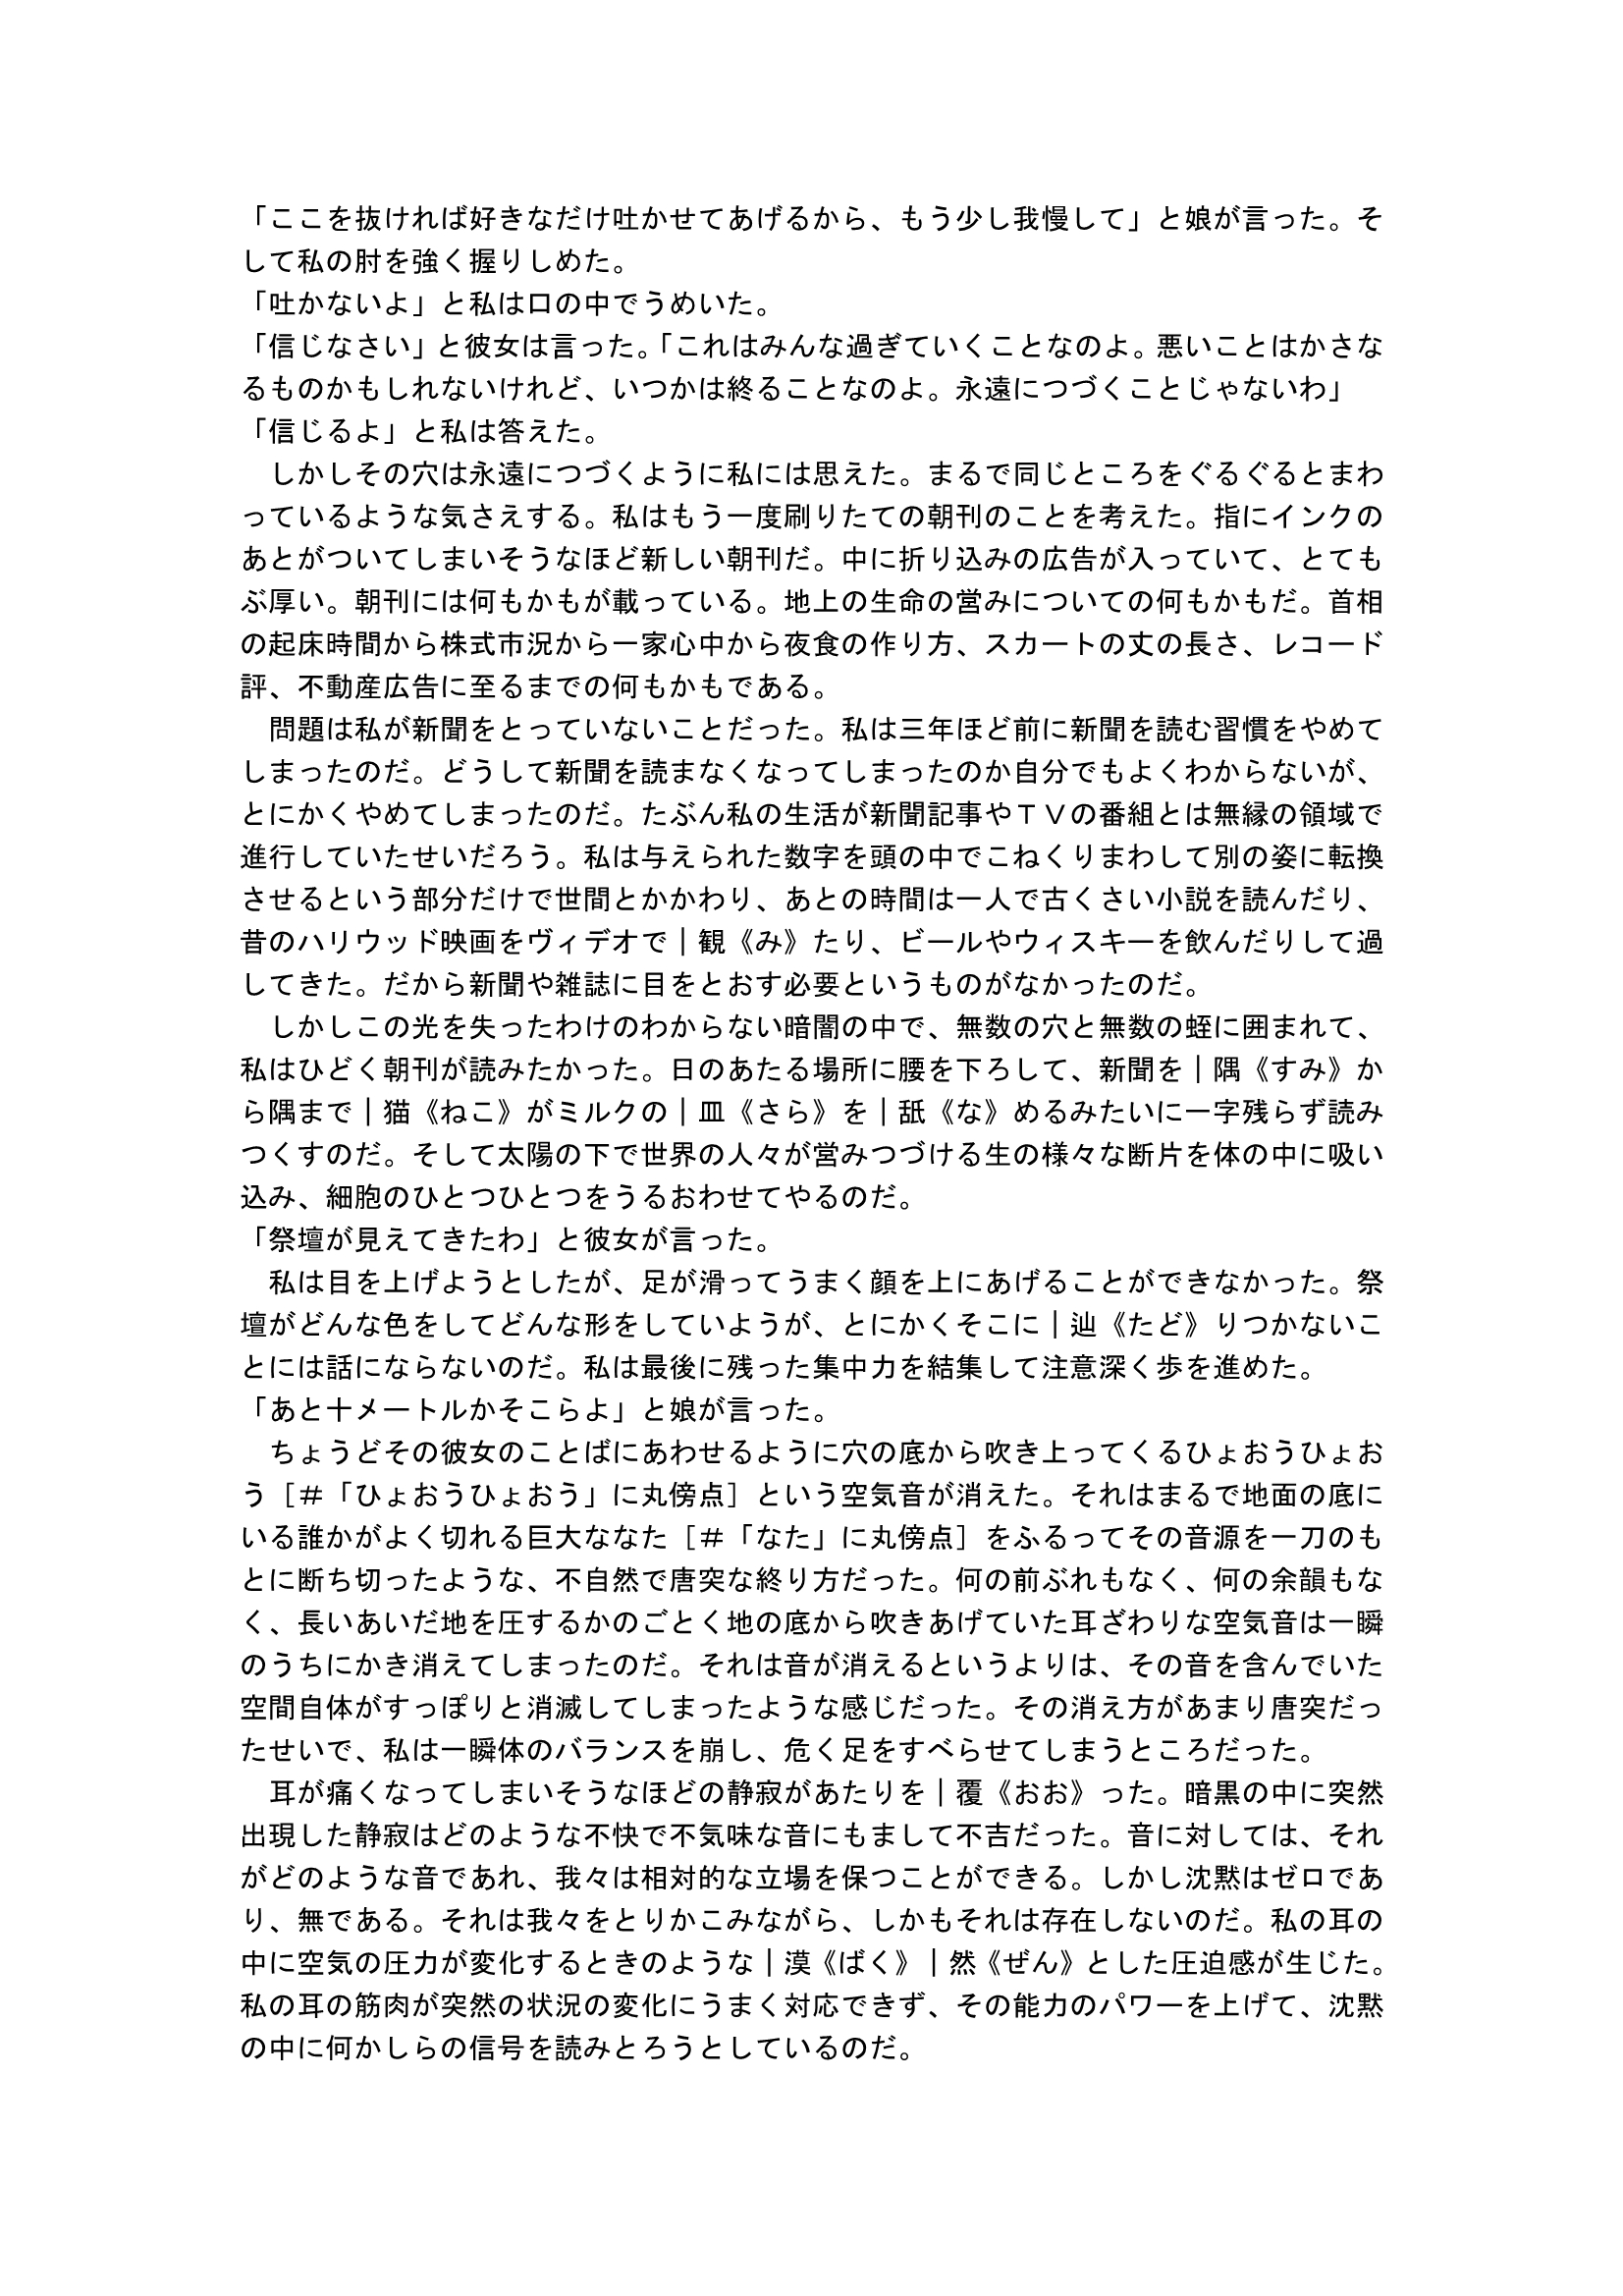 「ここを抜ければ好きなだけ吐かせてあげるから、もう少し我慢して」と娘が言った。そ
して私の肘を強く握りしめた。
「吐かないよ」と私は口の中でうめいた。
「信じなさい」と彼女は言った。「これはみんな過ぎていくことなのよ。悪いことはかさな
るものかもしれないけれど、いつかは終ることなのよ。永遠につづくことじゃないわ」
「信じるよ」と私は答えた。
　しかしその穴は永遠につづくように私には思えた。まるで同じところをぐるぐるとまわ
っているような気さえする。私はもう一度刷りたての朝刊のことを考えた。指にインクの
あとがついてしまいそうなほど新しい朝刊だ。中に折り込みの広告が入っていて、とても
ぶ厚い。朝刊には何もかもが載っている。地上の生命の営みについての何もかもだ。首相
の起床時間から株式市況から一家心中から夜食の作り方、スカートの丈の長さ、レコード
評、不動産広告に至るまでの何もかもである。
　問題は私が新聞をとっていないことだった。私は三年ほど前に新聞を読む習慣をやめて
しまったのだ。どうして新聞を読まなくなってしまったのか自分でもよくわからないが、
とにかくやめてしまったのだ。たぶん私の生活が新聞記事やＴＶの番組とは無縁の領域で
進行していたせいだろう。私は与えられた数字を頭の中でこねくりまわして別の姿に転換
させるという部分だけで世間とかかわり、あとの時間は一人で古くさい小説を読んだり、
昔のハリウッド映画をヴィデオで｜観《み》たり、ビールやウィスキーを飲んだりして過
してきた。だから新聞や雑誌に目をとおす必要というものがなかったのだ。
　しかしこの光を失ったわけのわからない暗闇の中で、無数の穴と無数の蛭に囲まれて、
私はひどく朝刊が読みたかった。日のあたる場所に腰を下ろして、新聞を｜隅《すみ》か
ら隅まで｜猫《ねこ》がミルクの｜皿《さら》を｜舐《な》めるみたいに一字残らず読み
つくすのだ。そして太陽の下で世界の人々が営みつづける生の様々な断片を体の中に吸い
込み、細胞のひとつひとつをうるおわせてやるのだ。
「祭壇が見えてきたわ」と彼女が言った。
　私は目を上げようとしたが、足が滑ってうまく顔を上にあげることができなかった。祭
壇がどんな色をしてどんな形をしていようが、とにかくそこに｜辿《たど》りつかないこ
とには話にならないのだ。私は最後に残った集中力を結集して注意深く歩を進めた。
「あと十メートルかそこらよ」と娘が言った。
　ちょうどその彼女のことばにあわせるように穴の底から吹き上ってくるひょおうひょお
う［＃「ひょおうひょおう」に丸傍点］という空気音が消えた。それはまるで地面の底に
いる誰かがよく切れる巨大ななた［＃「なた」に丸傍点］をふるってその音源を一刀のも
とに断ち切ったような、不自然で唐突な終り方だった。何の前ぶれもなく、何の余韻もな
く、長いあいだ地を圧するかのごとく地の底から吹きあげていた耳ざわりな空気音は一瞬
のうちにかき消えてしまったのだ。それは音が消えるというよりは、その音を含んでいた
空間自体がすっぽりと消滅してしまったような感じだった。その消え方があまり唐突だっ
たせいで、私は一瞬体のバランスを崩し、危く足をすべらせてしまうところだった。
　耳が痛くなってしまいそうなほどの静寂があたりを｜覆《おお》った。暗黒の中に突然
出現した静寂はどのような不快で不気味な音にもまして不吉だった。音に対しては、それ
がどのような音であれ、我々は相対的な立場を保つことができる。しかし沈黙はゼロであ
り、無である。それは我々をとりかこみながら、しかもそれは存在しないのだ。私の耳の
中に空気の圧力が変化するときのような｜漠《ばく》｜然《ぜん》とした圧迫感が生じた。
私の耳の筋肉が突然の状況の変化にうまく対応できず、その能力のパワーを上げて、沈黙
の中に何かしらの信号を読みとろうとしているのだ。